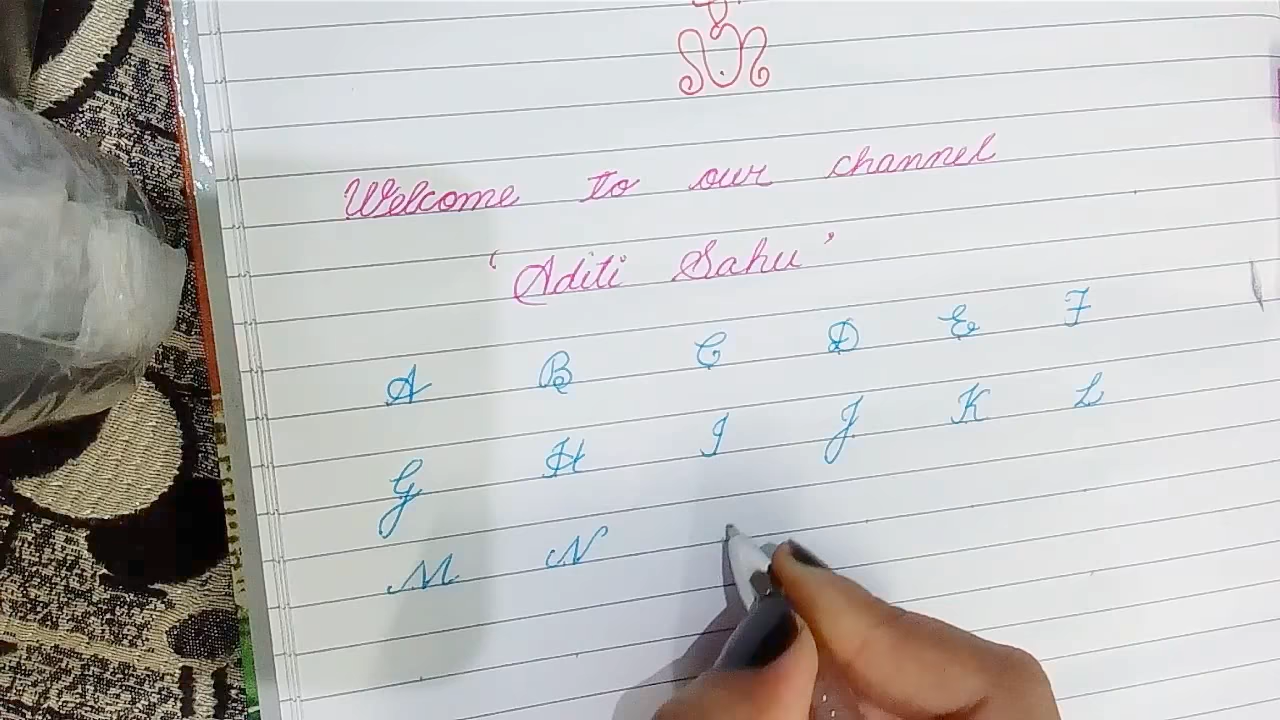 Welcome to our channel
‘Aditi Sahu’
A B C D E F
G H I J K L
M N